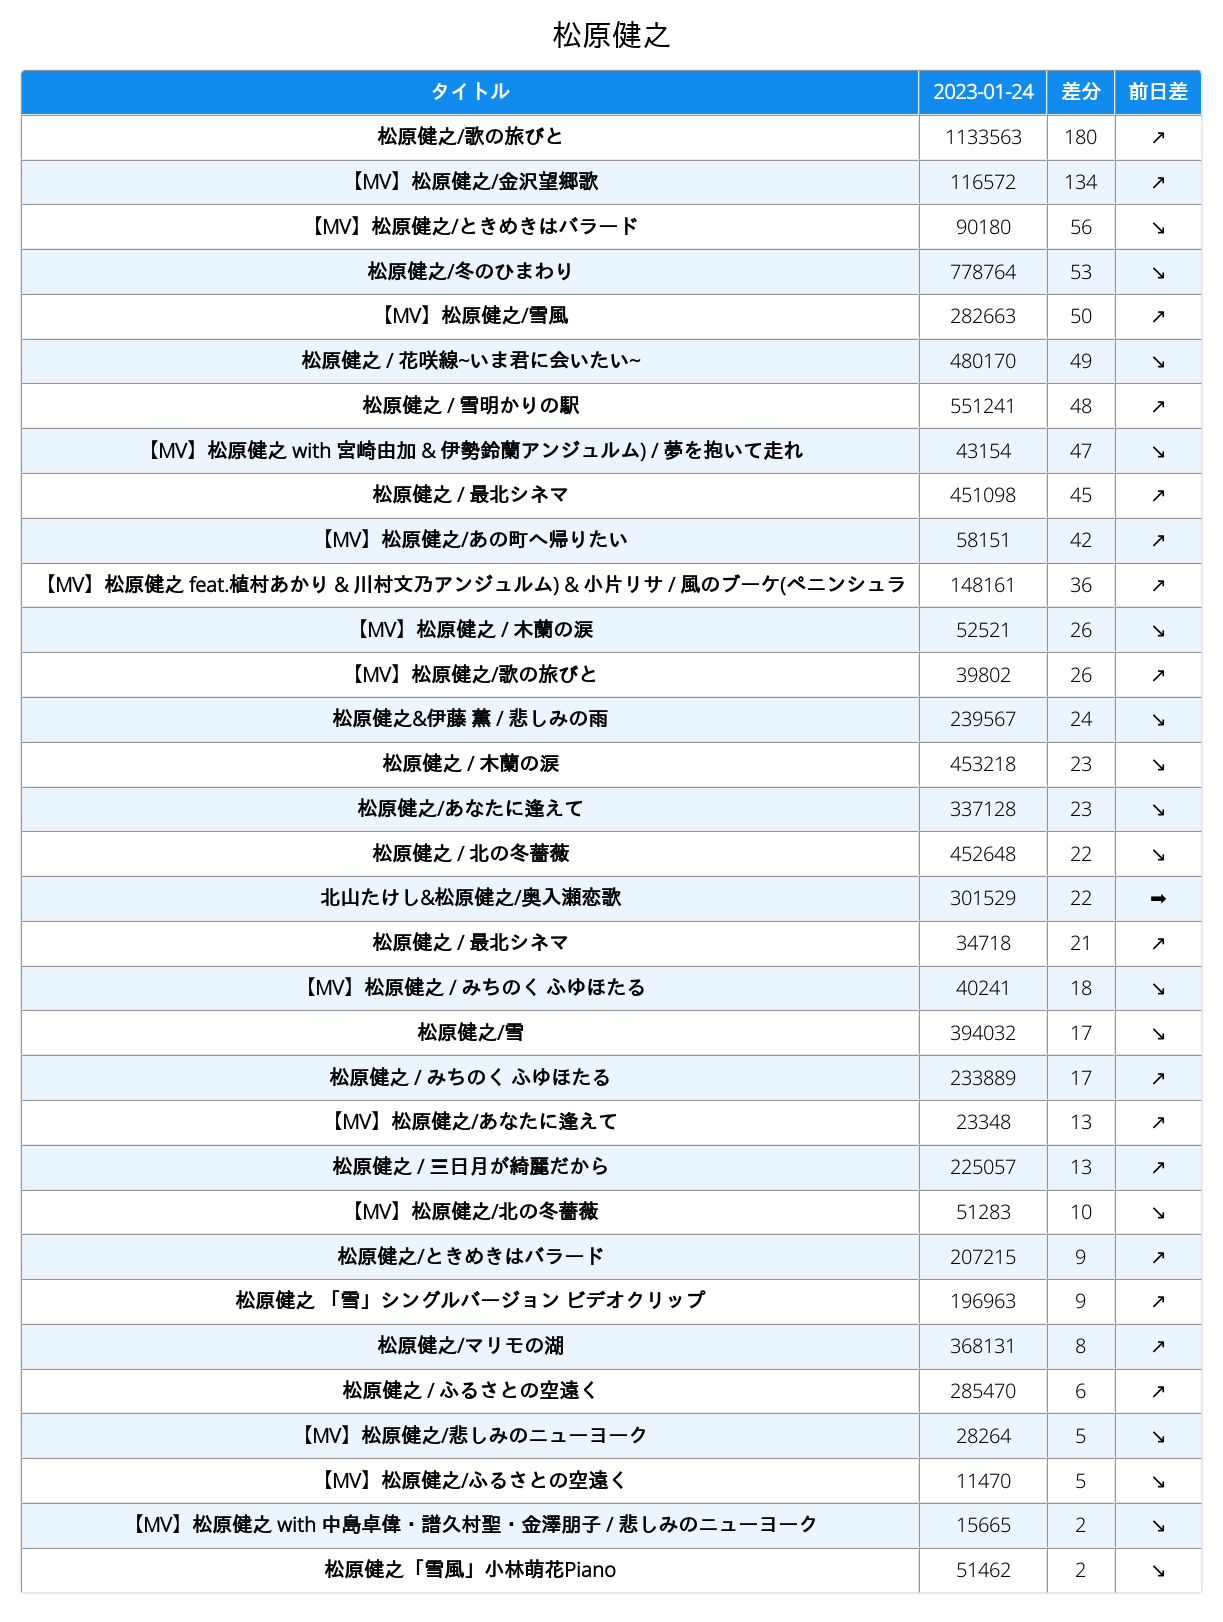 松原健之
タイトル 2023-01-24 差分 前日差
松原健之/歌の旅びと 1133563 180 ↗
【MV】松原健之/金沢望郷歌 116572 134 ↗
【MV】松原健之/ときめきはバラード 90180 56 ↘
松原健之/冬のひまわり 778764 53 ↘
【MV】松原健之/雪風 282663 50 ↗
松原健之 / 花咲線~いま君に会いたい~ 480170 49 ↘
松原健之 / 雪明かりの駅 551241 48 ↗
【MV】松原健之 with 宮崎由加 & 伊勢鈴蘭アンジュルム) / 夢を抱いて走れ 43154 47 ↘
松原健之 / 最北シネマ 451098 45 ↗
【MV】松原健之/あの町へ帰りたい 58151 42 ↗
【MV】松原健之 feat.植村あかり & 川村文乃アンジュルム) & 小片リサ / 風のブーケ(ペニンシュラ 148161 36 ↗
【MV】松原健之 / 木蘭の涙 52521 26 ↘
【MV】松原健之/歌の旅びと 39802 26 ↗
松原健之&伊藤 薫 / 悲しみの雨 239567 24 ↘
松原健之 / 木蘭の涙 453218 23 ↘
松原健之/あなたに逢えて 337128 23 ↘
松原健之 / 北の冬薔薇 452648 22 ↘
北山たけし&松原健之/奥入瀬恋歌 301529 22 ➡
松原健之 / 最北シネマ 34718 21 ↗
【MV】松原健之 / みちのく ふゆほたる 40241 18 ↘
松原健之/雪 394032 17 ↘
松原健之 / みちのく ふゆほたる 233889 17 ↗
【MV】松原健之/あなたに逢えて 23348 13 ↗
松原健之 / 三日月が綺麗だから 225057 13 ↗
【MV】松原健之/北の冬薔薇 51283 10 ↘
松原健之/ときめきはバラード 207215 9 ↗
松原健之 「雪」シングルバージョン ビデオクリップ 196963 9 ↗
松原健之/マリモの湖 368131 8 ↗
松原健之 / ふるさとの空遠く 285470 6 ↗
【MV】松原健之/悲しみのニューヨーク 28264 5 ↘
【MV】松原健之/ふるさとの空遠く 11470 5 ↘
【MV】松原健之 with 中島卓偉・譜久村聖・金澤朋子 / 悲しみのニューヨーク 15665 2 ↘
松原健之「雪風」小林萌花Piano 51462 2 ↘